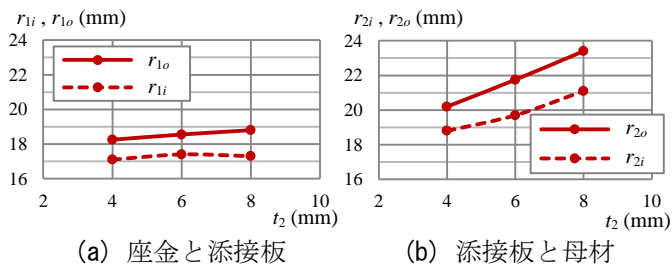 r1i , r1o (mm)
24
22
20
18
16
2 4 6 8 10
t2 (mm)
r1o
r1i
(a) 座金と添接板
r2i , r2o (mm)
24
22
20
18
16
2 4 6 8 10
t2 (mm)
r2o
r2i
(b) 添接板と母材